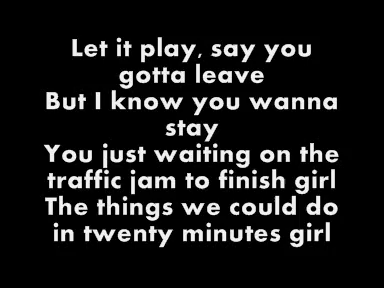 Let it play, say you
gotta leave
But I know you wanna
stay
You just waiting on the
traffic jam to finish girl
The things we could do
in twenty minutes girl